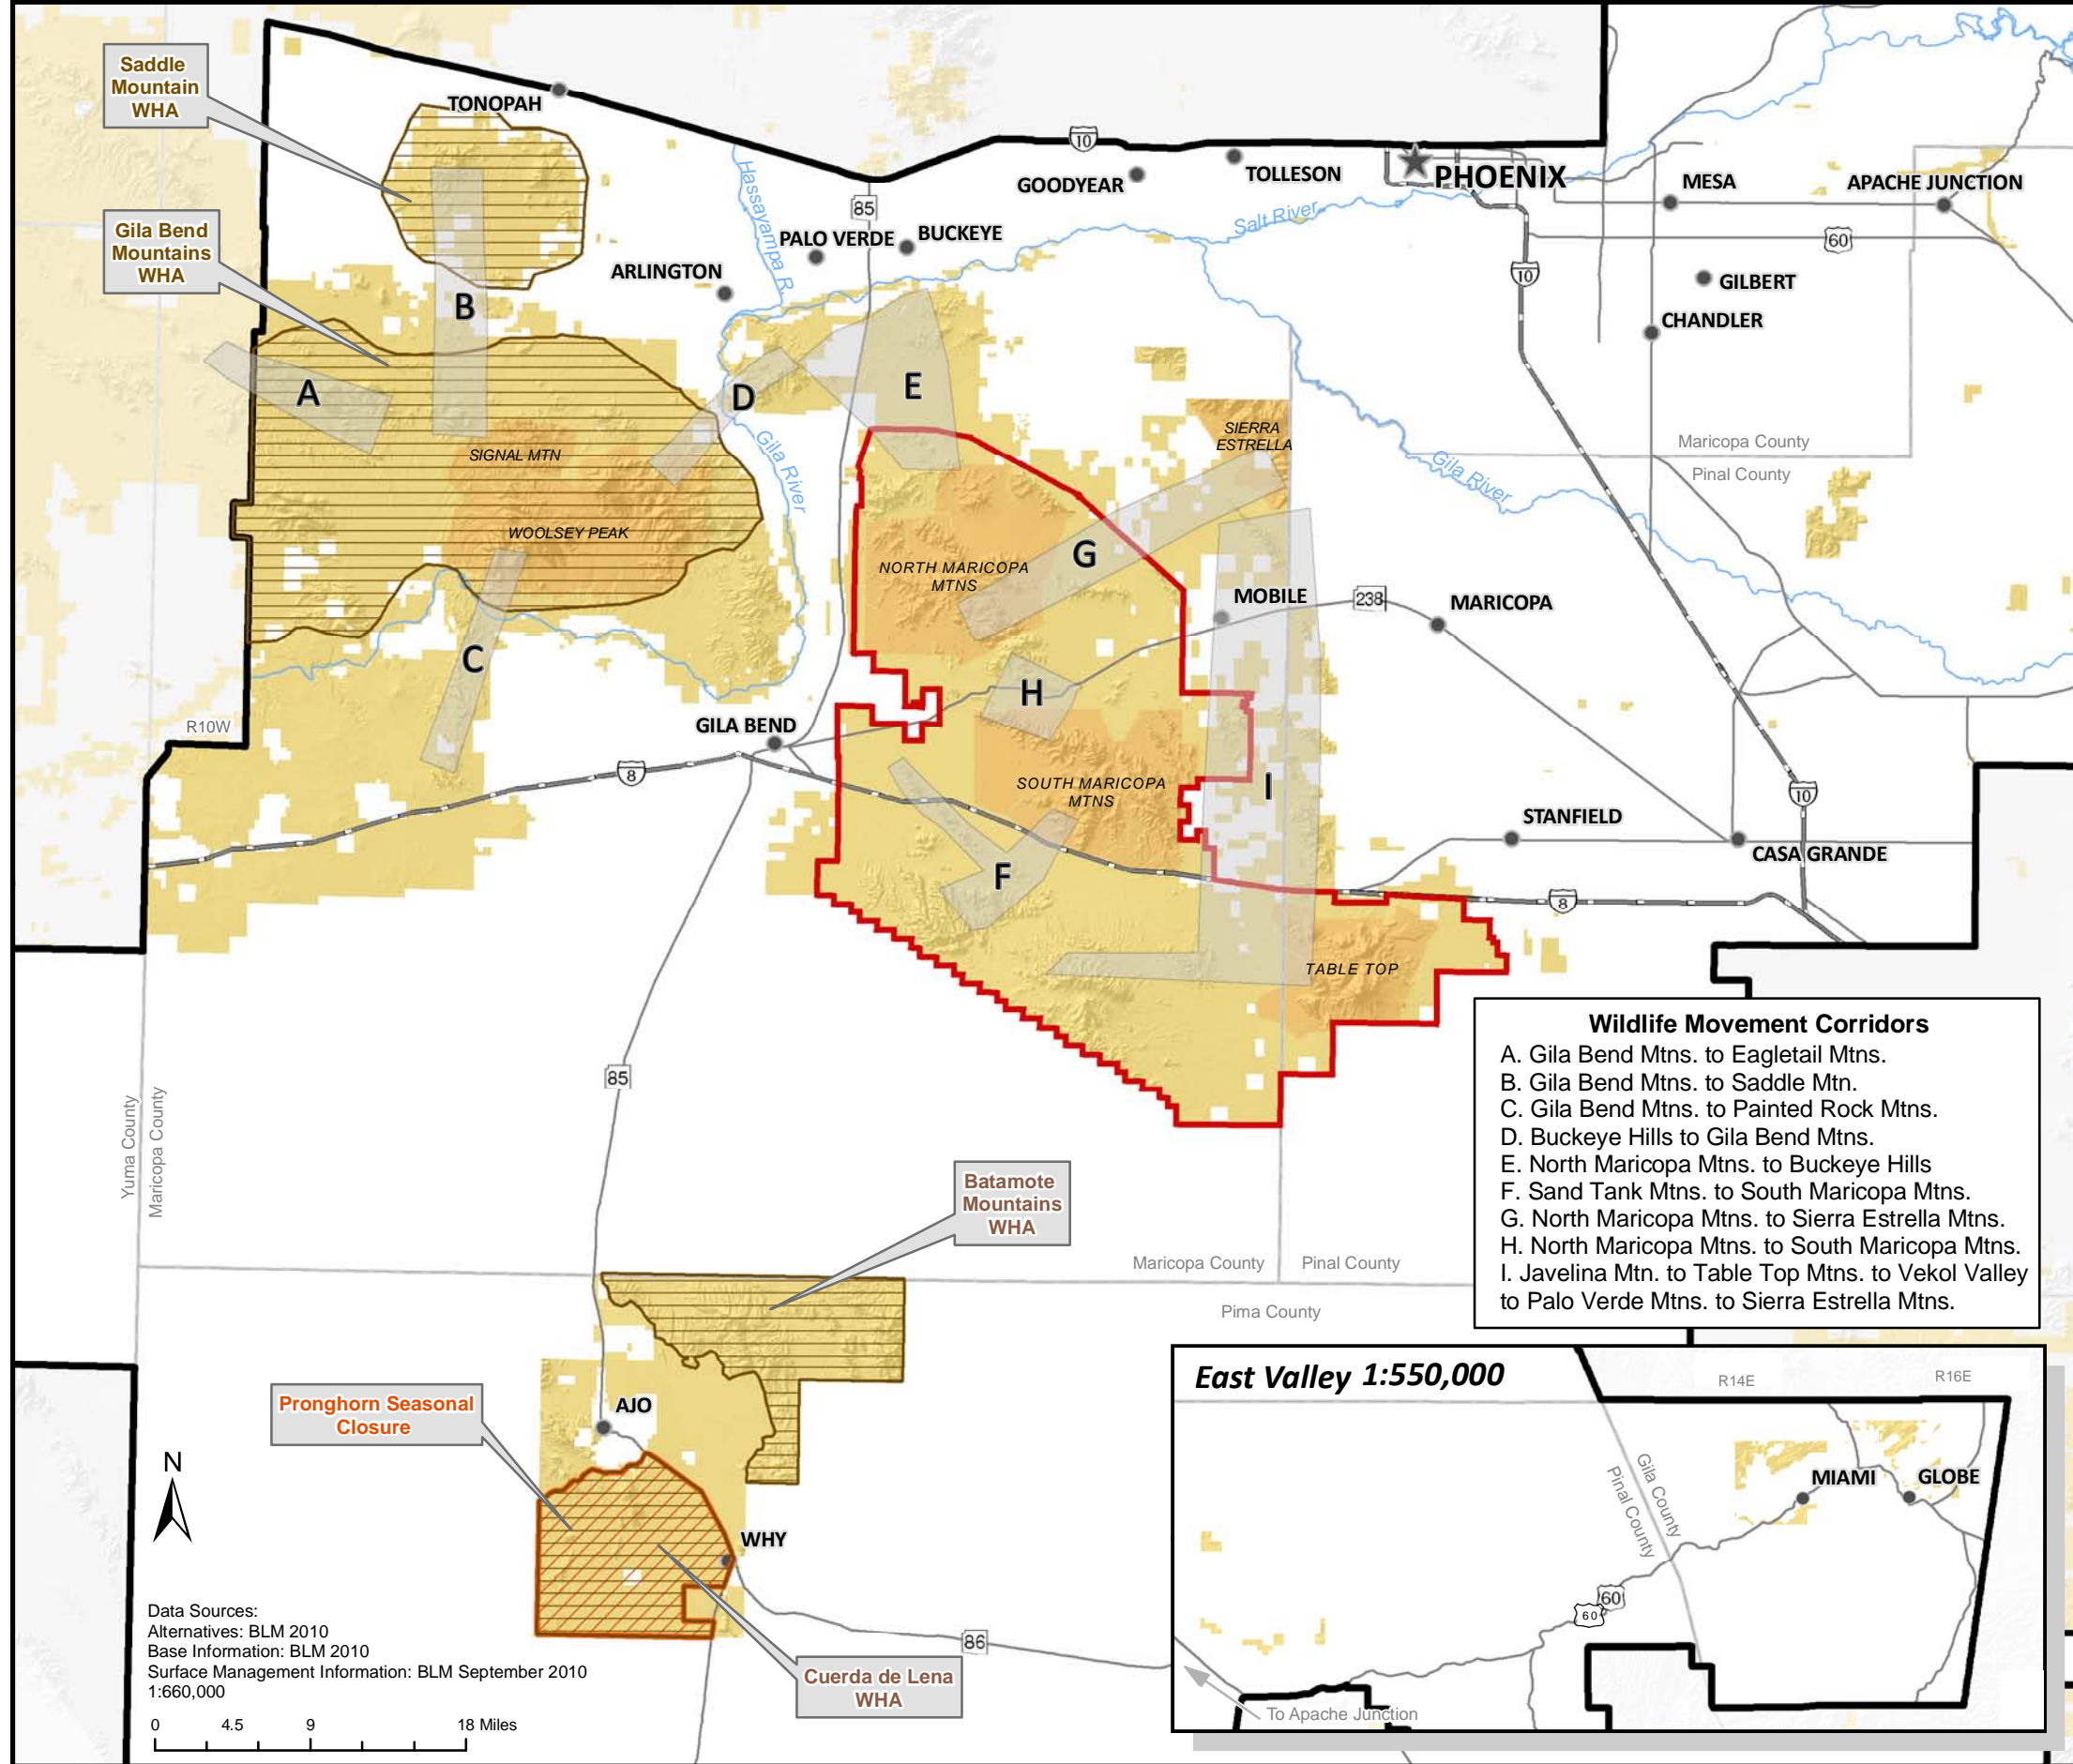 Saddle
Mountain
WHA
TONOPAH
10
GOODYEAR
TOLLESON
PHOENIX
MESA
APACHE JUNCTION
Hassayampa R.
85
Salt River
Gila Bend
Mountains
WHA
PALO VERDE
BUCKEYE
60
ARLINGTON
10
GILBERT
CHANDLER
B
A
D
E
SIGNAL MTN
Gila River
SIERRA
ESTRELLA
Maricopa County
Pinal County
Gila River
WOOLSEY PEAK
NORTH MARICOPA
MTNS
G
MOBILE
238
MARICOPA
C
H
R10W
GILA BEND
8
SOUTH MARICOPA
MTNS
I
10
STANFIELD
CASA GRANDE
F
8
TABLE TOP
85
Yuma County
Maricopa County
Wildlife Movement Corridors
A. Gila Bend Mtns. to Eagletail Mtns.
B. Gila Bend Mtns. to Saddle Mtn.
C. Gila Bend Mtns. to Painted Rock Mtns.
D. Buckeye Hills to Gila Bend Mtns.
E. North Maricopa Mtns. to Buckeye Hills
F. Sand Tank Mtns. to South Maricopa Mtns.
G. North Maricopa Mtns. to Sierra Estrella Mtns.
H. North Maricopa Mtns. to South Maricopa Mtns.
I. Javelina Mtn. to Table Top Mtns. to Vekol Valley
to Palo Verde Mtns. to Sierra Estrella Mtns.
Batamote
Mountains
WHA
Maricopa County
Pinal County
Pima County
Pronghorn Seasonal
Closure
AJO
WHY
86
Cuerda de Lena
WHA
N
Data Sources:
Alternatives: BLM 2010
Base Information: BLM 2010
Surface Management Information: BLM September 2010
1:660,000
0 4.5 9 18 Miles
East Valley 1:550,000
R14E
R16E
Gila County
Pinal County
MIAMI
GLOBE
60
60
To Apache Junction